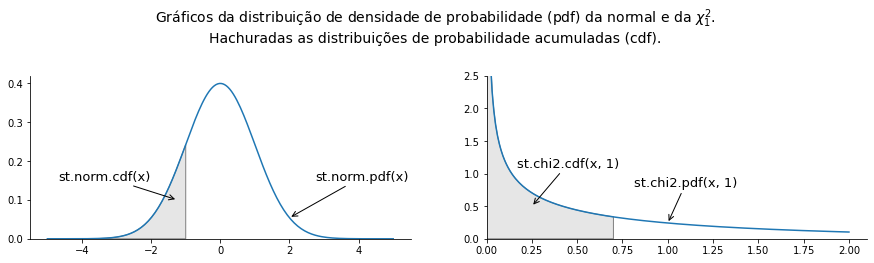 Gráficos da distribuição de densidade de probabilidade (pdf) da normal e da χ₁².
Hachuradas as distribuições de probabilidade acumuladas (cdf).
0.4
0.3
0.2
0.1
0.0
st.norm.cdf(x)
st.norm.pdf(x)
−4 −2 0 2 4
2.5
2.0
1.5
1.0
0.5
0.0
st.chi2.cdf(x, 1)
st.chi2.pdf(x, 1)
0.00 0.25 0.50 0.75 1.00 1.25 1.50 1.75 2.00